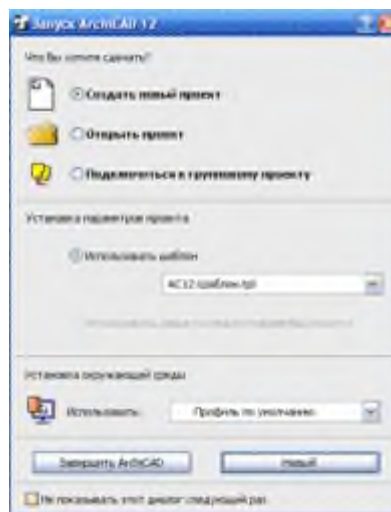 Запуск ArchiCAD 12
Что Вы хотите сделать?
Создать новый проект
Открыть проект
Подключиться к групповому проекту
Установка параметров проекта
Использовать шаблон
AC12 шаблон.tpl
Установка окружающей среды
Использовать:
Профиль по умолчанию
Завершить ArchiCAD
Новый
Не показывать этот диалог следующий раз